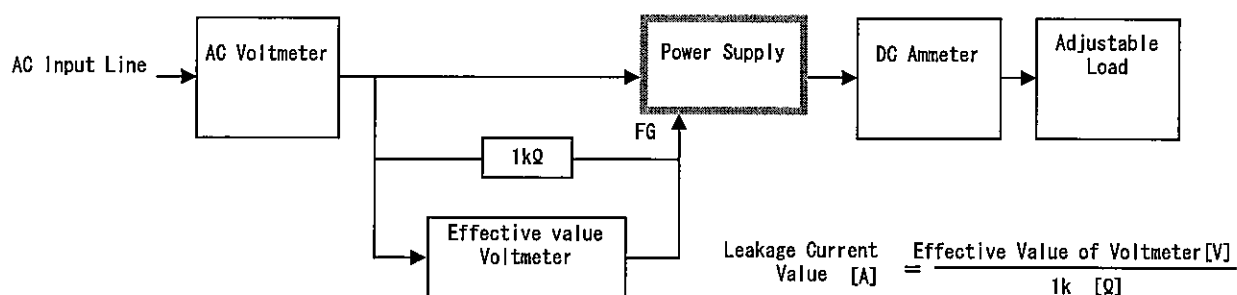 AC Input Line
AC Voltmeter
Power Supply
DC Ammeter
Adjustable
Load
FG
1kΩ
Effective value
Voltmeter
Leakage Current
Value [A]
=
Effective Value of Voltmeter[V]
1k [Ω]